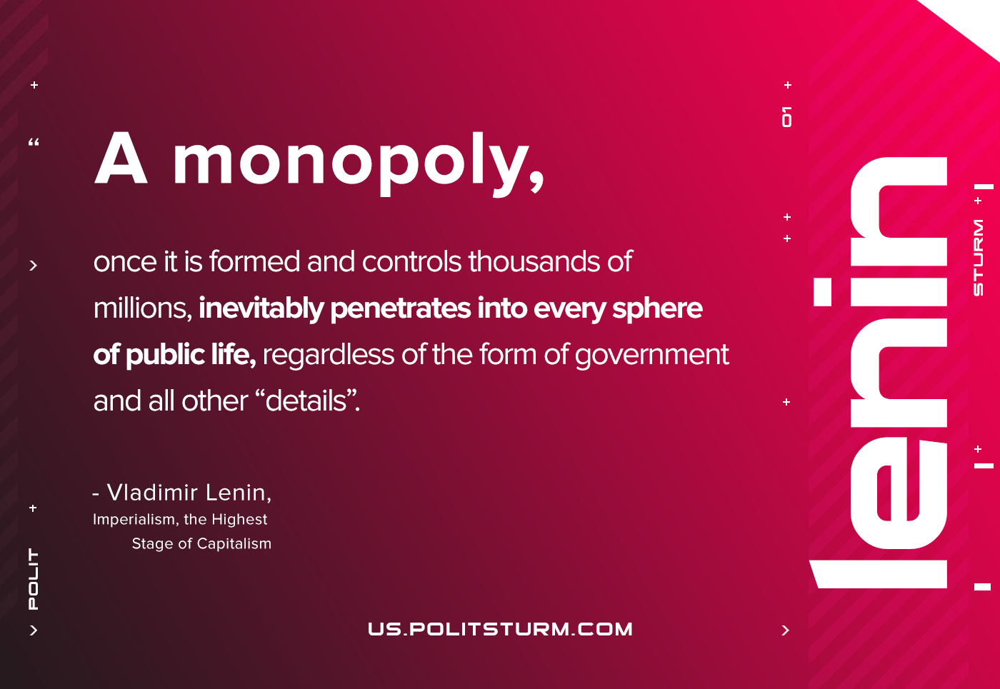 “
A monopoly,
once it is formed and controls thousands of
millions, inevitably penetrates into every sphere
of public life, regardless of the form of government
and all other “details”.
- Vladimir Lenin,
Imperialism, the Highest
Stage of Capitalism
POLIT
US.POLITSTURM.COM
01
lenin
STURM